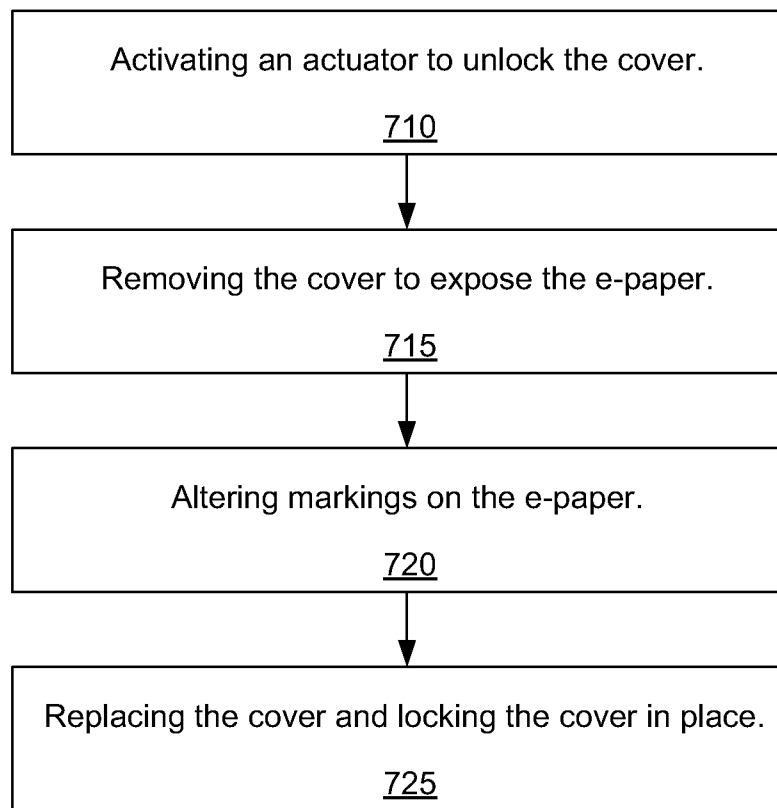 Activating an actuator to unlock the cover.
710
Removing the cover to expose the e-paper.
715
Altering markings on the e-paper.
720
Replacing the cover and locking the cover in place.
725